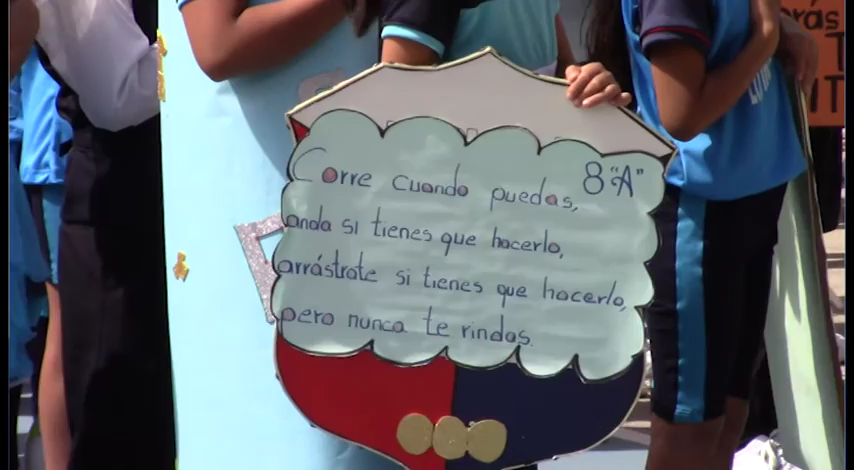 8 "A"
Corre cuando puedas,
anda si tienes que hacerlo,
arrástrate si tienes que hacerlo,
pero nunca te rindas.